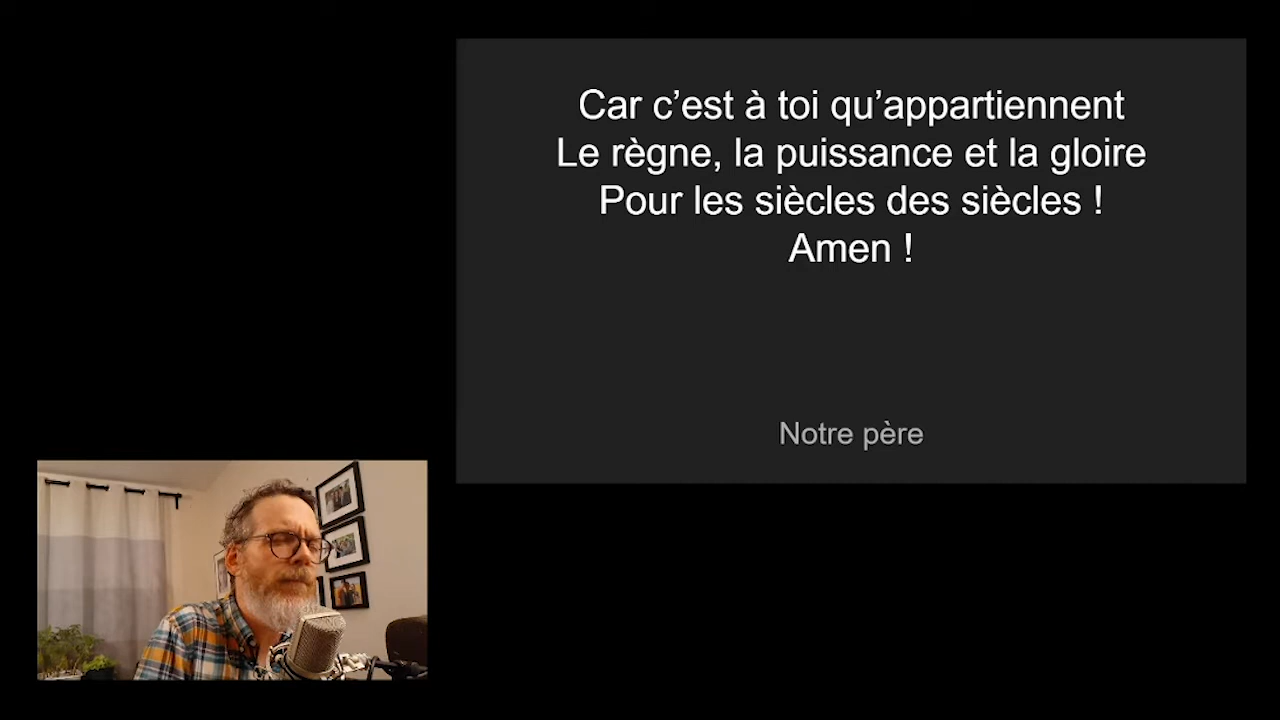 Car c’est à toi qu’appartiennent
Le règne, la puissance et la gloire
Pour les siècles des siècles !
Amen !
Notre père